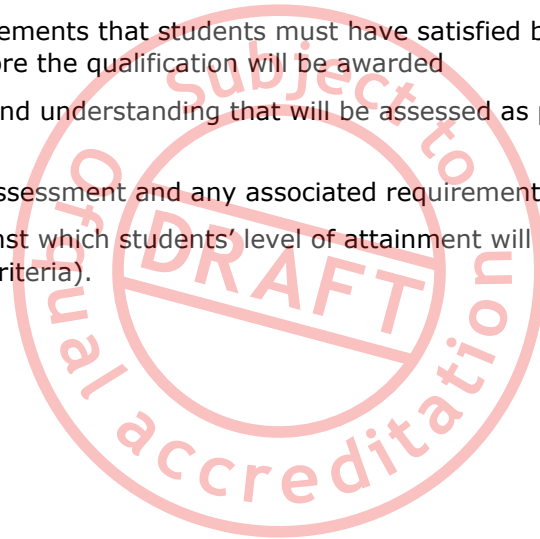 ements that students must have satisfied b
ore the qualification will be awarded
nd understanding that will be assessed as p
ssessment and any associated requirement
nst which students’ level of attainment will
riteria).
Subject to
Ofqual accreditation
DRAFT